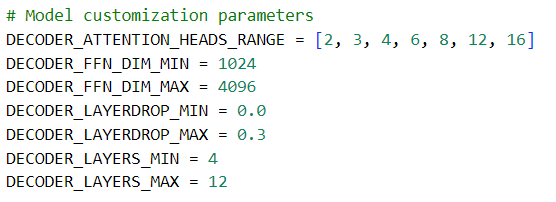 # Model customization parameters
DECODER_ATTENTION_HEADS_RANGE = [2, 3, 4, 6, 8, 12, 16]
DECODER_FFN_DIM_MIN = 1024
DECODER_FFN_DIM_MAX = 4096
DECODER_LAYERDROP_MIN = 0.0
DECODER_LAYERDROP_MAX = 0.3
DECODER_LAYERS_MIN = 4
DECODER_LAYERS_MAX = 12